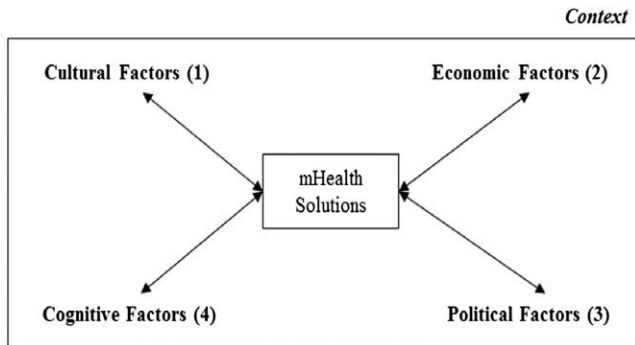 Context
Cultural Factors (1)
Economic Factors (2)
mHealth
Solutions
Cognitive Factors (4)
Political Factors (3)